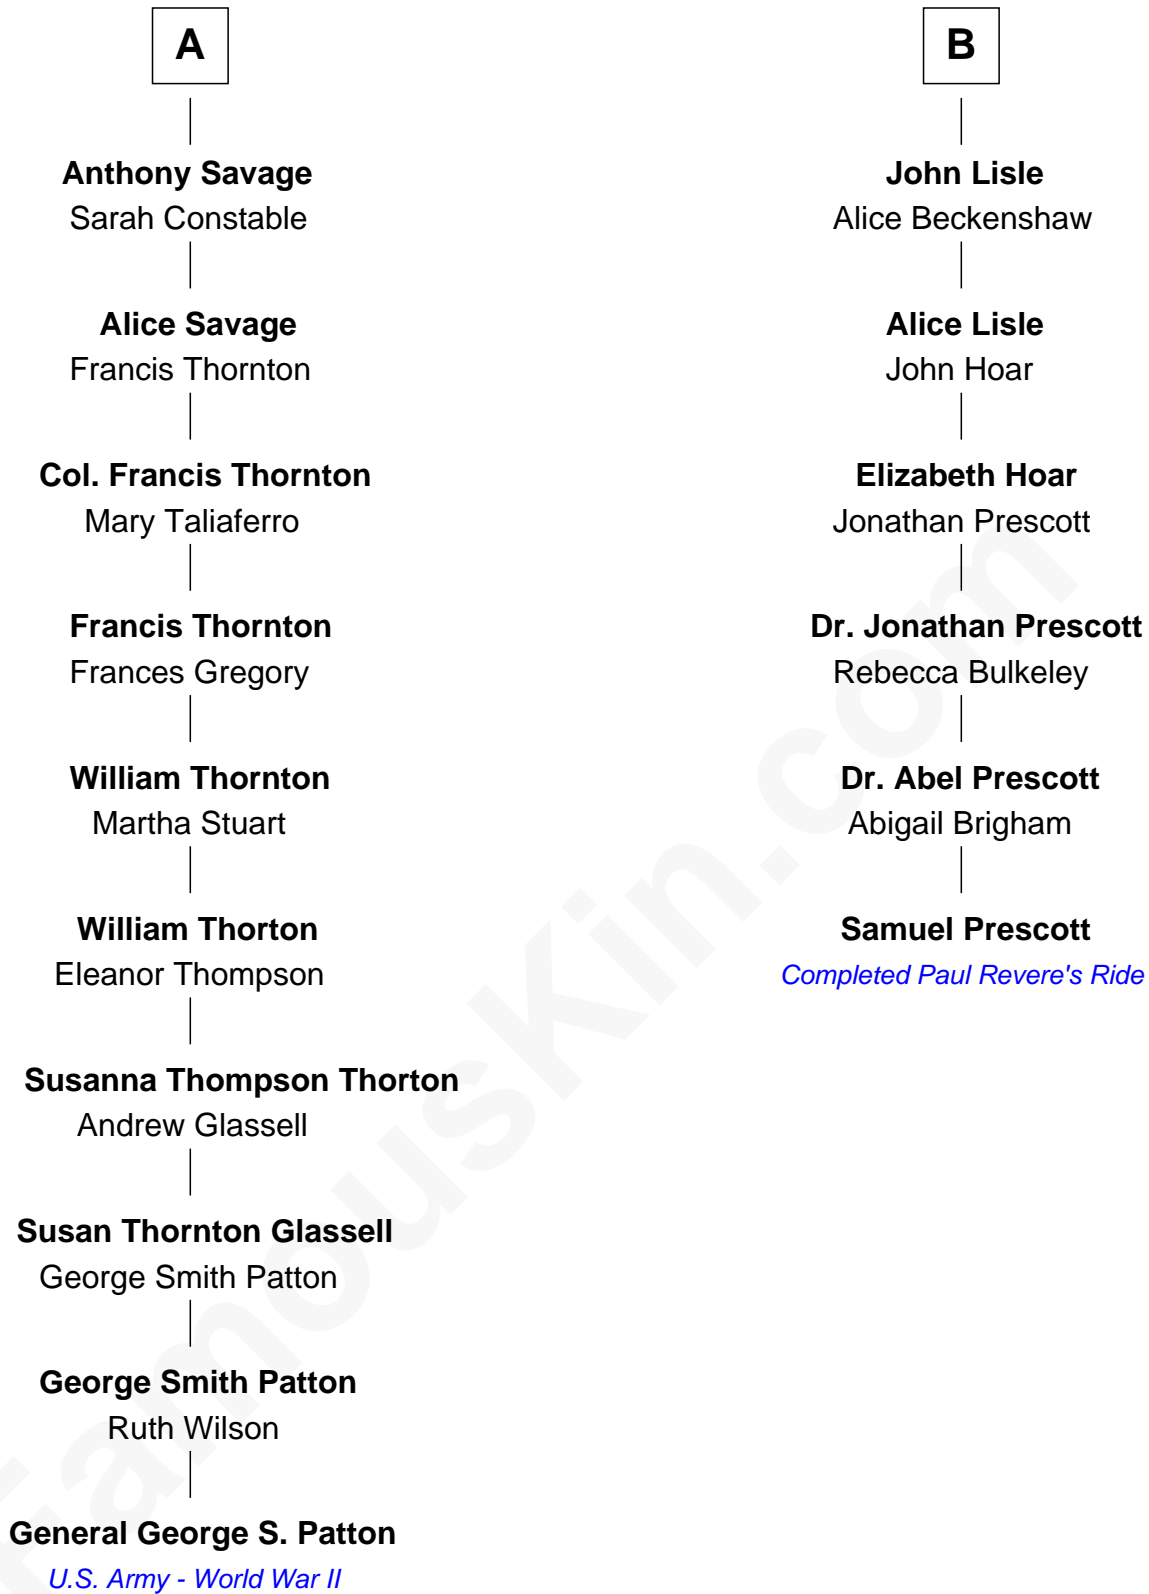 A
Anthony Savage
Sarah Constable
Alice Savage
Francis Thornton
Col. Francis Thornton
Mary Taliaferro
Francis Thornton
Frances Gregory
William Thornton
Martha Stuart
William Thorton
Eleanor Thompson
Susanna Thompson Thorton
Andrew Glassell
Susan Thornton Glassell
George Smith Patton
George Smith Patton
Ruth Wilson
General George S. Patton
U.S. Army - World War II
B
John Lisle
Alice Beckenshaw
Alice Lisle
John Hoar
Elizabeth Hoar
Jonathan Prescott
Dr. Jonathan Prescott
Rebecca Bulkeley
Dr. Abel Prescott
Abigail Brigham
Samuel Prescott
Completed Paul Revere's Ride
FamousKin.com